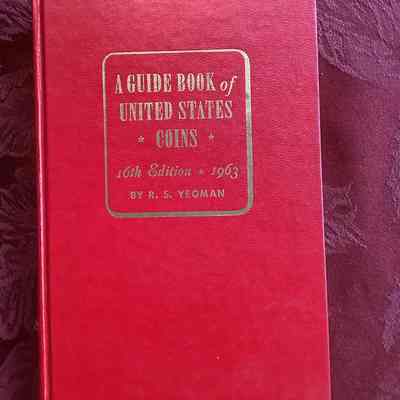 A GUIDE BOOK of
UNITED STATES
* COINS *
16th Edition * 1963
BY R. S. YEOMAN